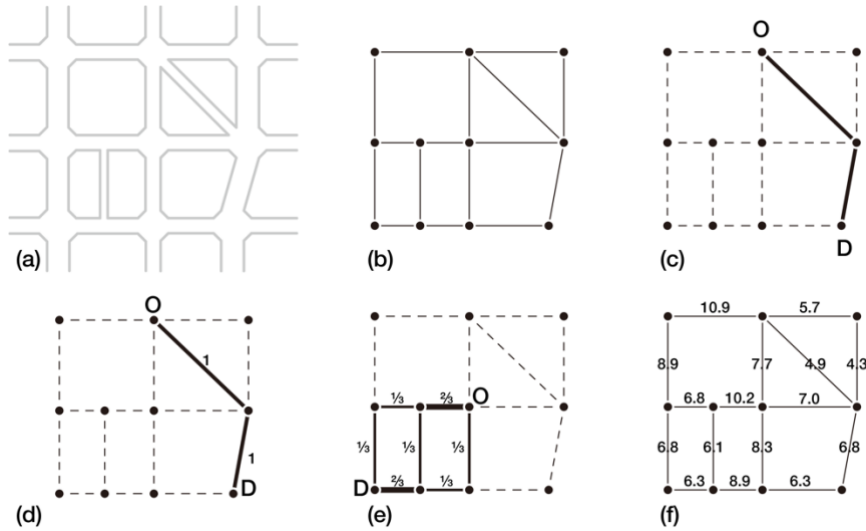 O
(a)
(b)
(c)
D
O
1
1
(d)
D
⅓
⅔
O
⅓
⅓
⅓
D
⅔
⅓
(e)
10.9
5.7
8.9
7.7
4.9
4.3
6.8
10.2
7.0
6.8
6.1
8.3
6.8
6.3
8.9
6.3
(f)